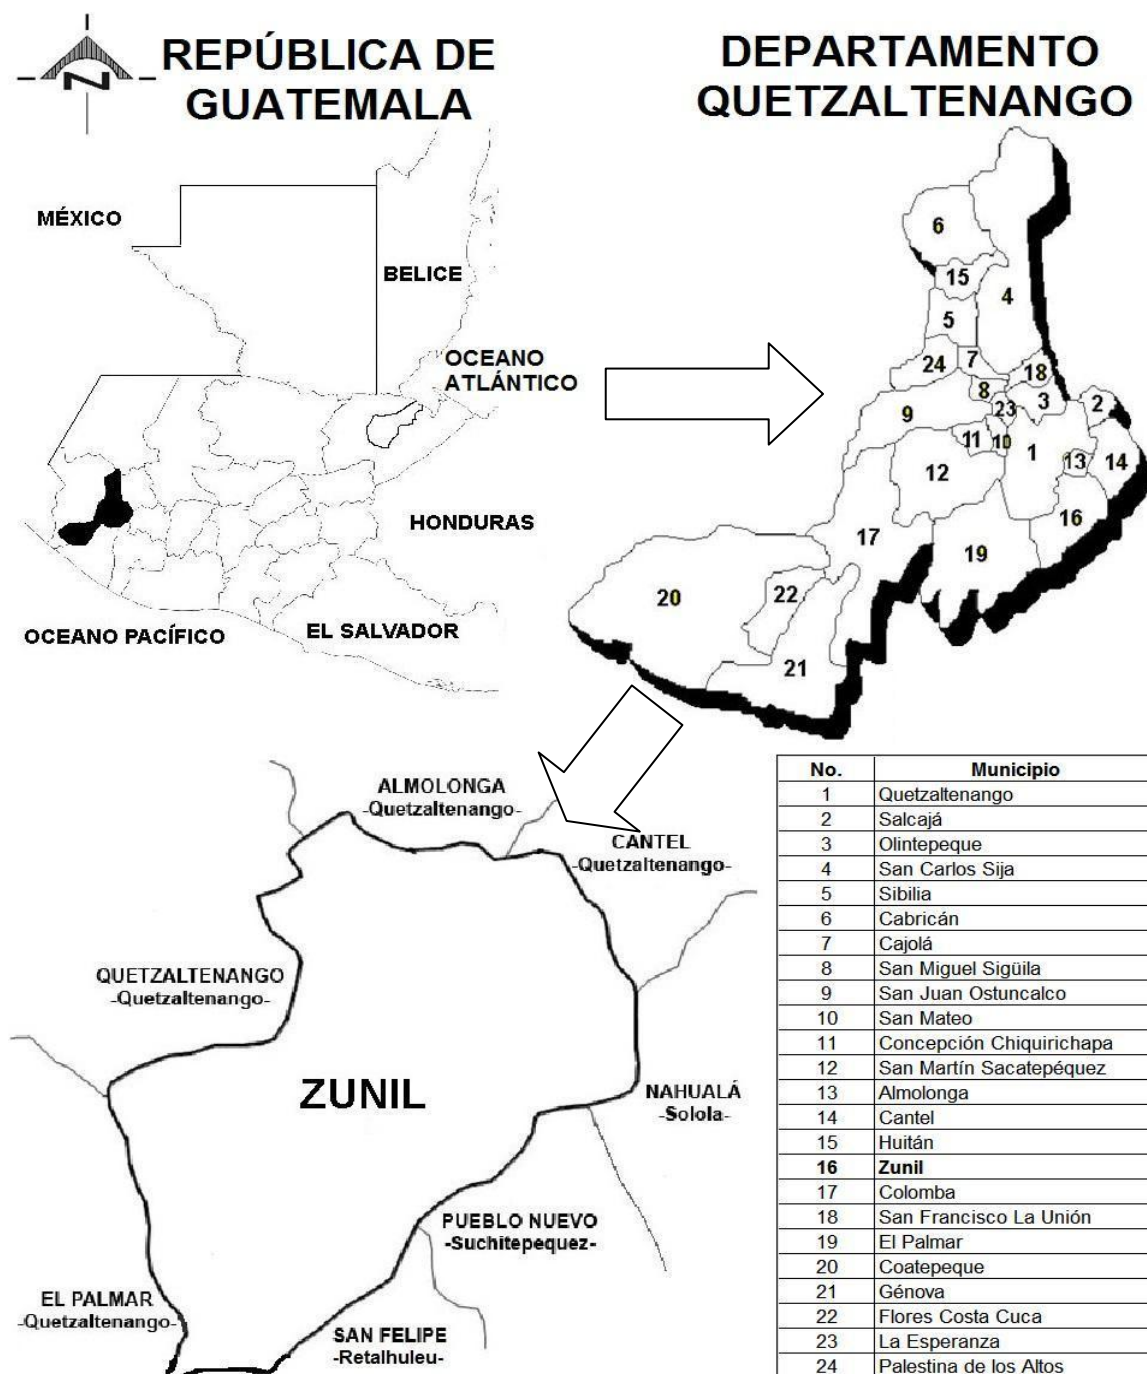 REPÚBLICA DE
GUATEMALA
N
MÉXICO
BELICE
OCEANO
ATLÁNTICO
HONDURAS
OCEANO PACÍFICO
EL SALVADOR
DEPARTAMENTO
QUETZALTENANGO
6
15
4
5
24
7
18
8
23
3
2
9
11
10
1
13
14
12
16
17
19
20
22
21
ALMOLONGA
-Quetzaltenango-
CANTEL
-Quetzaltenango-
QUETZALTENANGO
-Quetzaltenango-
ZUNIL
NAHUALÁ
-Solola-
PUEBLO NUEVO
-Suchitepequez-
EL PALMAR
-Quetzaltenango-
SAN FELIPE
-Retalhuleu-
No. Municipio
1 Quetzaltenango
2 Salcajá
3 Olintepeque
4 San Carlos Sija
5 Sibilia
6 Cabricán
7 Cajolá
8 San Miguel Sigüila
9 San Juan Ostuncalco
10 San Mateo
11 Concepción Chiquirichapa
12 San Martín Sacatepéquez
13 Almolonga
14 Cantel
15 Huitán
16 Zunil
17 Colomba
18 San Francisco La Unión
19 El Palmar
20 Coatepeque
21 Génova
22 Flores Costa Cuca
23 La Esperanza
24 Palestina de los Altos